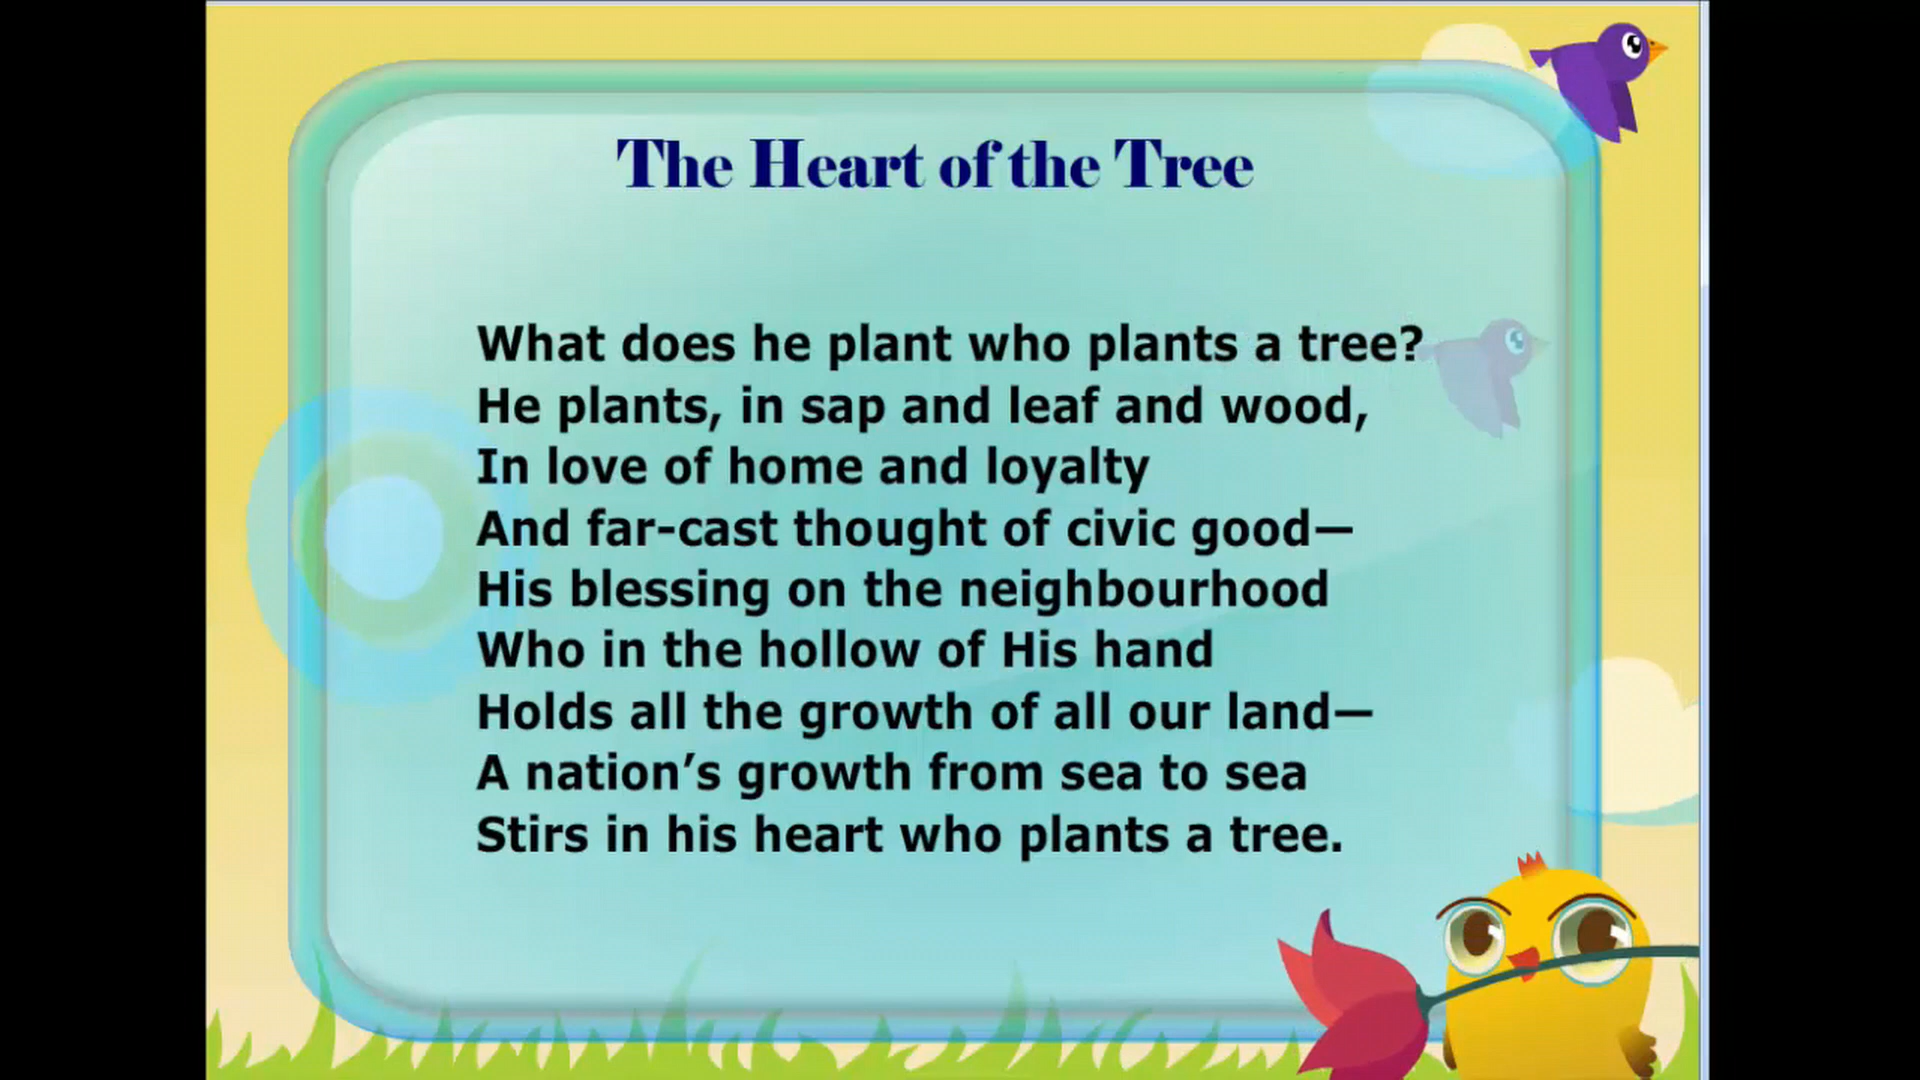 The Heart of the Tree
What does he plant who plants a tree?
He plants, in sap and leaf and wood,
In love of home and loyalty
And far-cast thought of civic good—
His blessing on the neighbourhood
Who in the hollow of His hand
Holds all the growth of all our land—
A nation’s growth from sea to sea
Stirs in his heart who plants a tree.